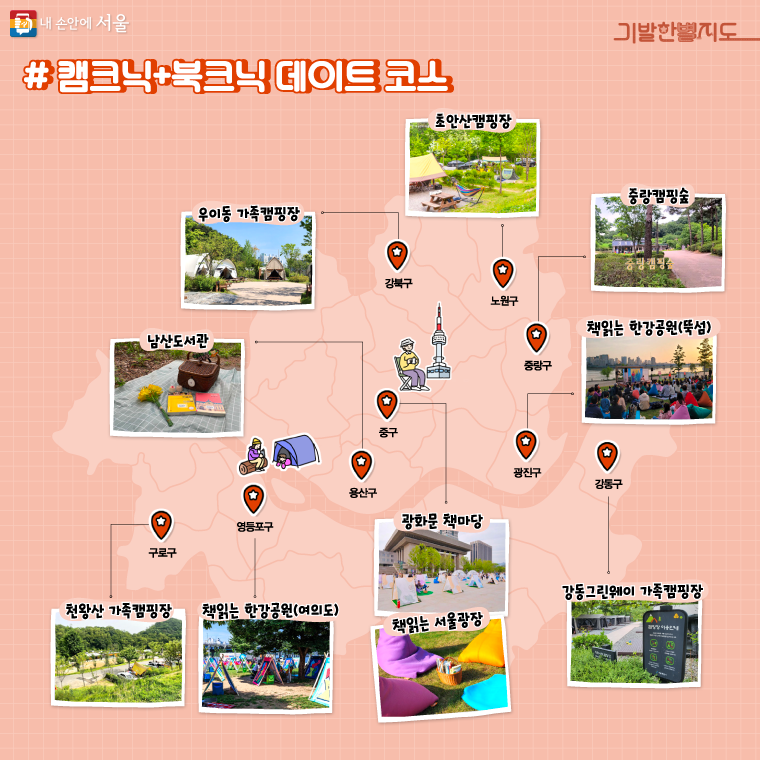 내 손안에 서울
기발한별지도
# 캠크닉+북크닉 데이트 코스
초안산캠핑장
중랑캠핑숲
우이동 가족캠핑장
강북구
노원구
중랑캠핑숲
책읽는 한강공원(뚝섬)
남산도서관
중랑구
중구
광진구
용산구
강동구
영등포구
구로구
광화문 책마당
강동그린웨이 가족캠핑장
천왕산 가족캠핑장
책읽는 한강공원(여의도)
책읽는 서울광장